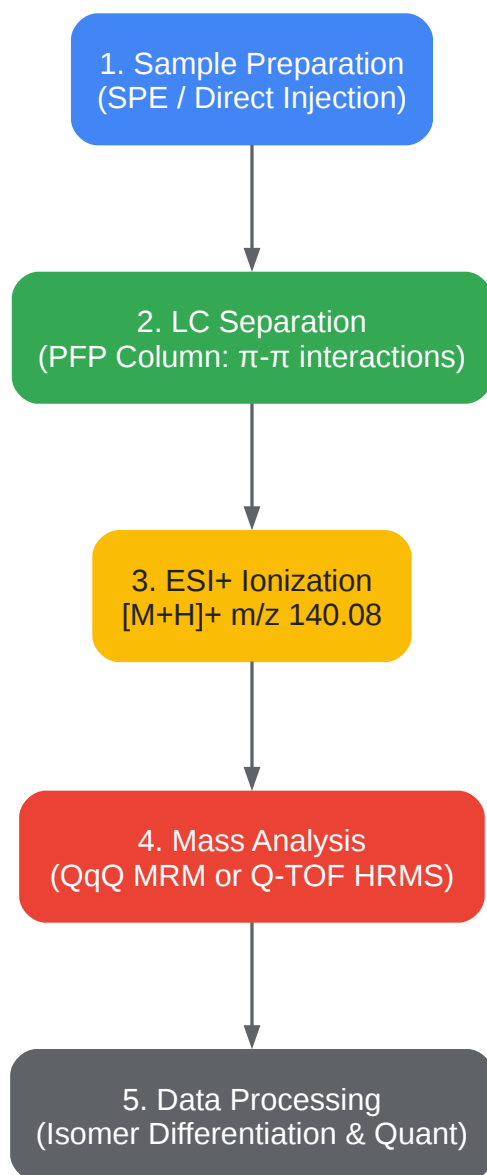 1. Sample Preparation
(SPE / Direct Injection)
2. LC Separation
(PFP Column: π-π interactions)
3. ESI+ Ionization
[M+H]+ m/z 140.08
4. Mass Analysis
(QqQ MRM or Q-TOF HRMS)
5. Data Processing
(Isomer Differentiation & Quant)